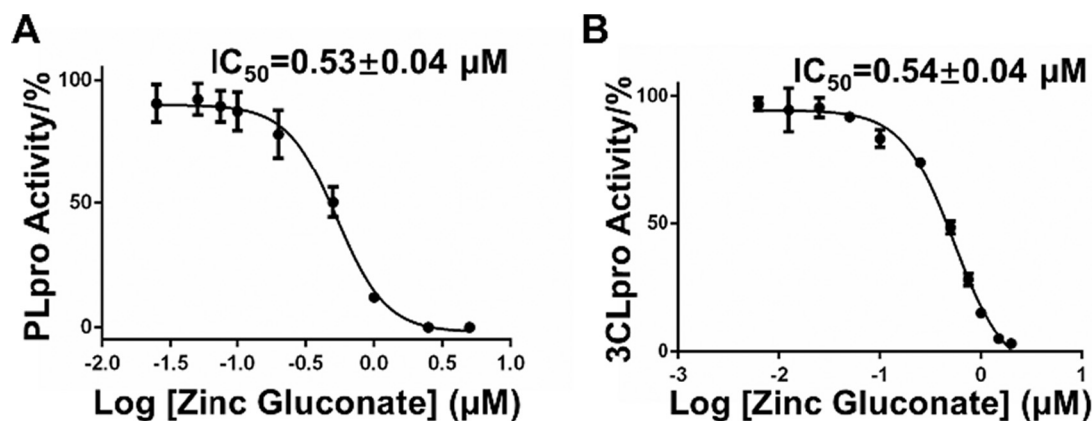 A
IC50=0.53±0.04 µM
PLpro Activity/%
100
50
0
-2.0 -1.5 -1.0 -0.5 0.0 0.5 1.0
Log [Zinc Gluconate] (µM)
B
IC50=0.54±0.04 µM
3CLpro Activity/%
100
50
0
-3 -2 -1 0 1
Log [Zinc Gluconate] (µM)